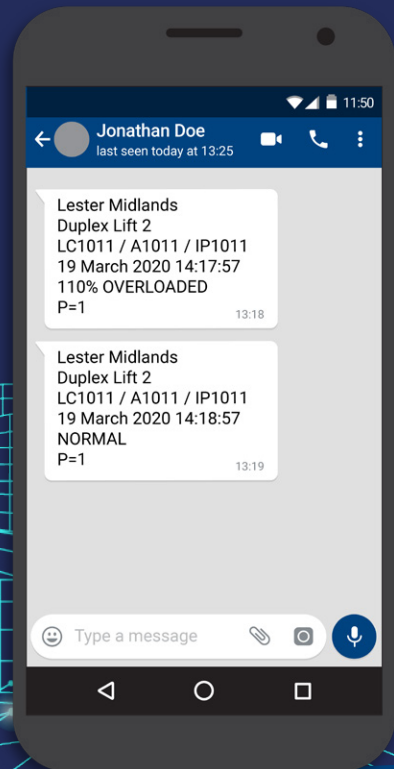 11:50
Jonathan Doe
last seen today at 13:25
Lester Midlands
Duplex Lift 2
LC1011 / A1011 / IP1011
19 March 2020 14:17:57
110% OVERLOADED
P=1
13:18
Lester Midlands
Duplex Lift 2
LC1011 / A1011 / IP1011
19 March 2020 14:18:57
NORMAL
P=1
13:19
Type a message